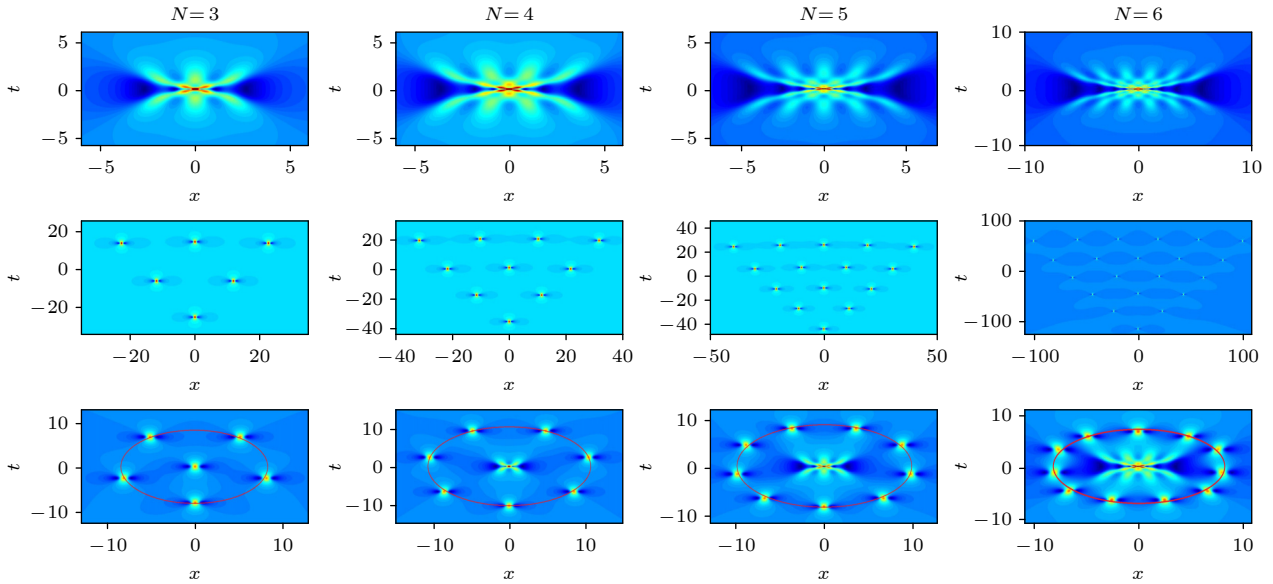 N=3 N=4 N=5 N=6
5 5 5 10
t 0 t 0 t 0 t 0
−5 −5 −5 −10
−5 0 5 −5 0 5 −5 0 5 −10 0 10
x x x x
20 20 40 100
t 0 t 0 t 20 t 0
−20 −20 0 −100
−40 −20
−40
−20 0 20 −40 −20 0 20 40 −50 0 50 −100 0 100
x x x x
10 10 10 10
t 0 t 0 t 0 t 0
−10 −10 −10 −10
−10 0 10 −10 0 10 −10 0 10 −10 0 10
x x x x